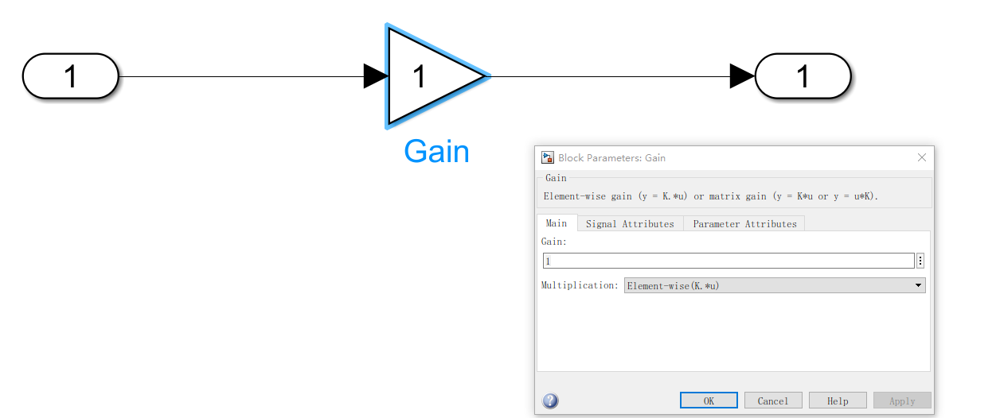 1
1
1
Gain
Block Parameters: Gain
Gain
Element-wise gain (y = K.*u) or matrix gain (y = K*u or y = u*K).
Main Signal Attributes Parameter Attributes
Gain:
1
Multiplication: Element-wise(K.*u)
OK Cancel Help Apply